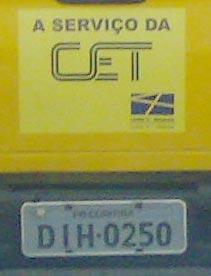 A SERVIÇO DA
CET
PR-CURITIBA
DIH-0250